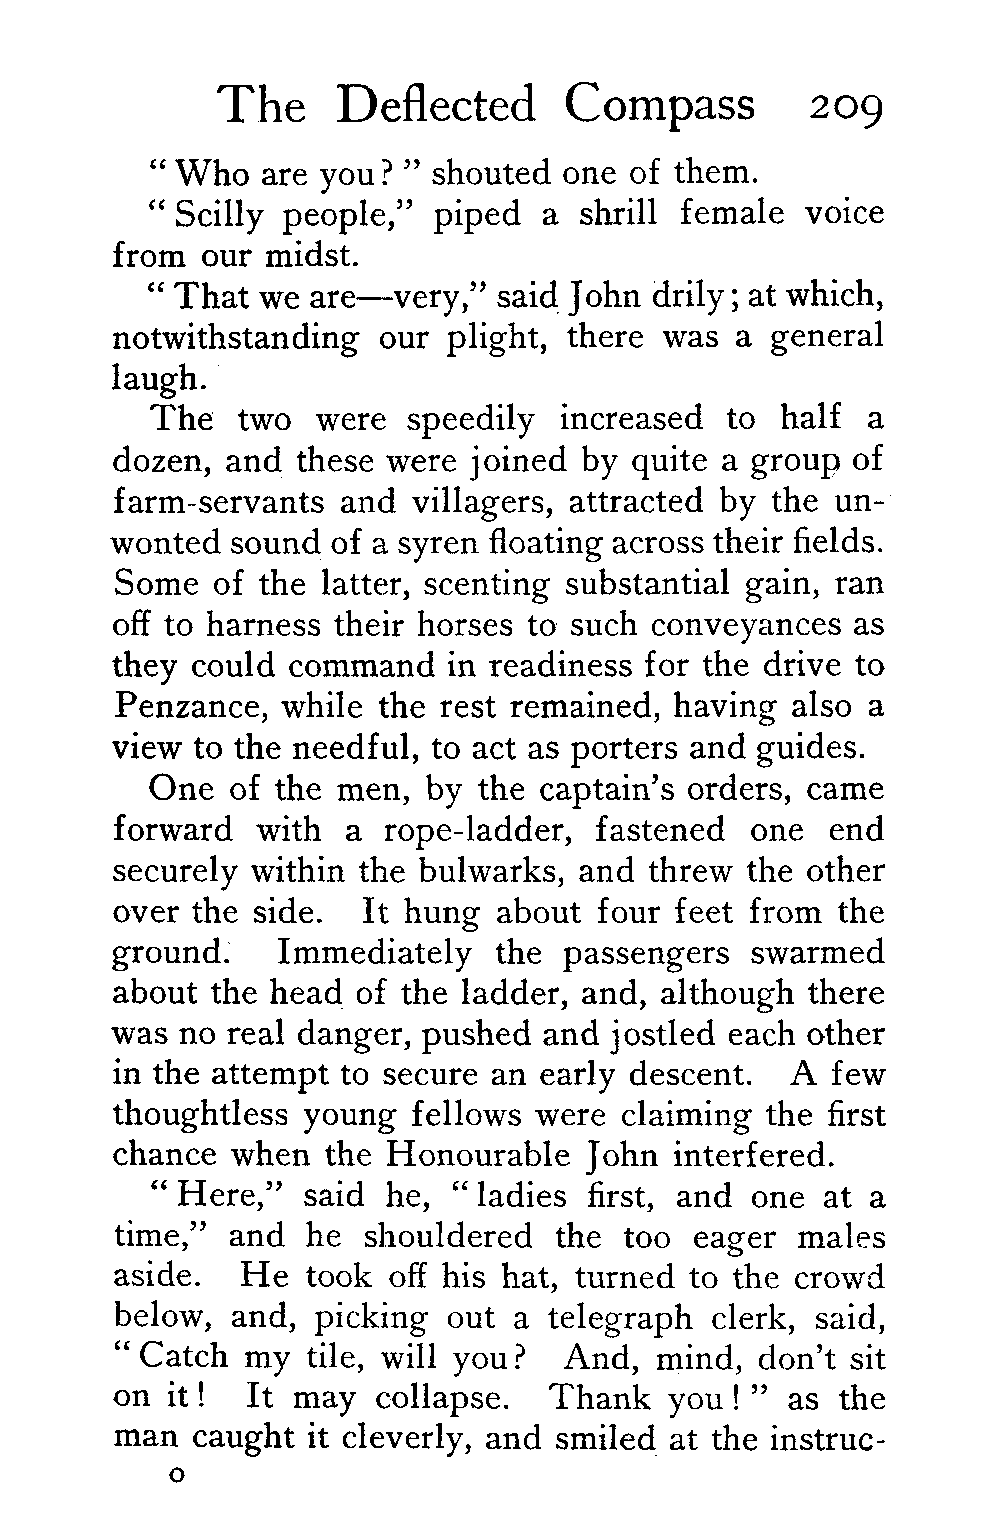 The Deflected Compass 209
“ Who are you? ” shouted one of them.
“ Scilly people,” piped a shrill female voice
from our midst.
“ That we are—very,” said John drily; at which,
notwithstanding our plight, there was a general
laugh.
The two were speedily increased to half a
dozen, and these were joined by quite a group of
farm-servants and villagers, attracted by the un-
wonted sound of a syren floating across their fields.
Some of the latter, scenting substantial gain, ran
off to harness their horses to such conveyances as
they could command in readiness for the drive to
Penzance, while the rest remained, having also a
view to the needful, to act as porters and guides.
One of the men, by the captain’s orders, came
forward with a rope-ladder, fastened one end
securely within the bulwarks, and threw the other
over the side. It hung about four feet from the
ground. Immediately the passengers swarmed
about the head of the ladder, and, although there
was no real danger, pushed and jostled each other
in the attempt to secure an early descent. A few
thoughtless young fellows were claiming the first
chance when the Honourable John interfered.
“ Here,” said he, “ ladies first, and one at a
time,” and he shouldered the too eager males
aside. He took off his hat, turned to the crowd
below, and, picking out a telegraph clerk, said,
“ Catch my tile, will you? And, mind, don’t sit
on it! It may collapse. Thank you! ” as the
man caught it cleverly, and smiled at the instruc-
O